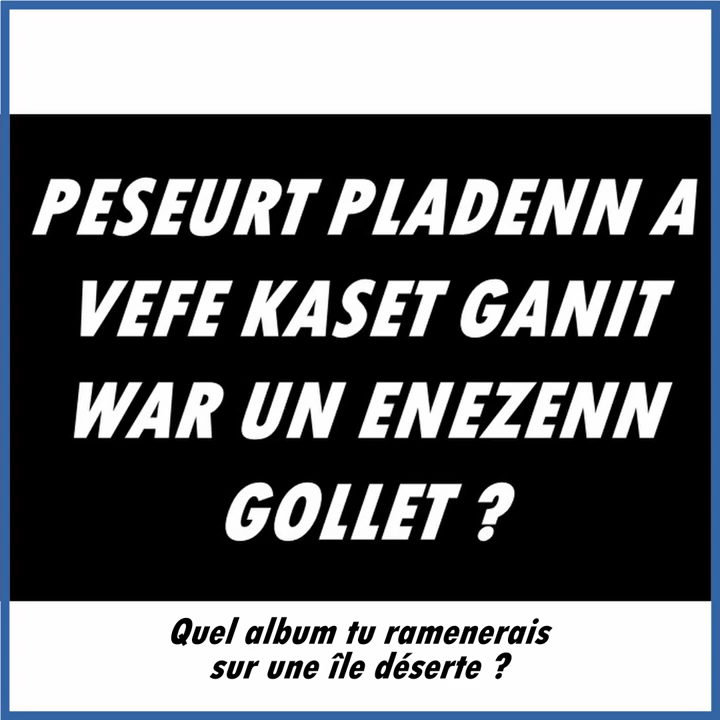 PESEURT PLADENN A
VEFE KASET GANIT
WAR UN ENEZENN
GOLLET ?
Quel album tu ramenerais
sur une île déserte ?